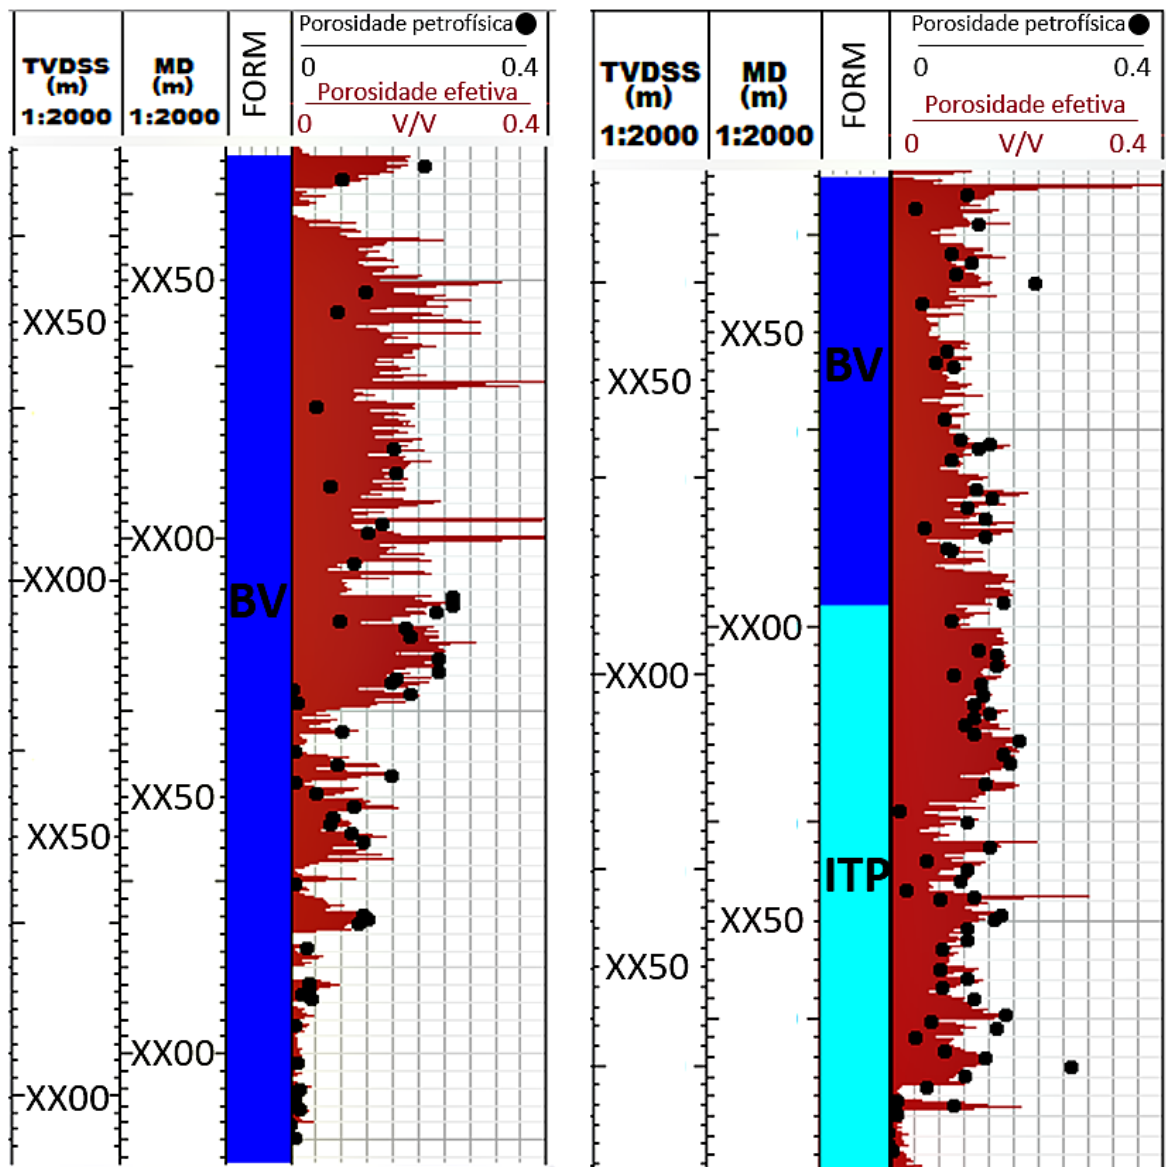 TVDSS
(m)
1:2000
MD
(m)
1:2000
FORM
Porosidade petrofísica
0 0.4
Porosidade efetiva
0 V/V 0.4
XX50
XX00
XX50
XX00
XX50
XX00
XX50
XX00
BV
TVDSS
(m)
1:2000
MD
(m)
1:2000
FORM
Porosidade petrofísica
0 0.4
Porosidade efetiva
0 V/V 0.4
XX50
XX00
XX50
XX50
XX00
XX50
BV
ITP